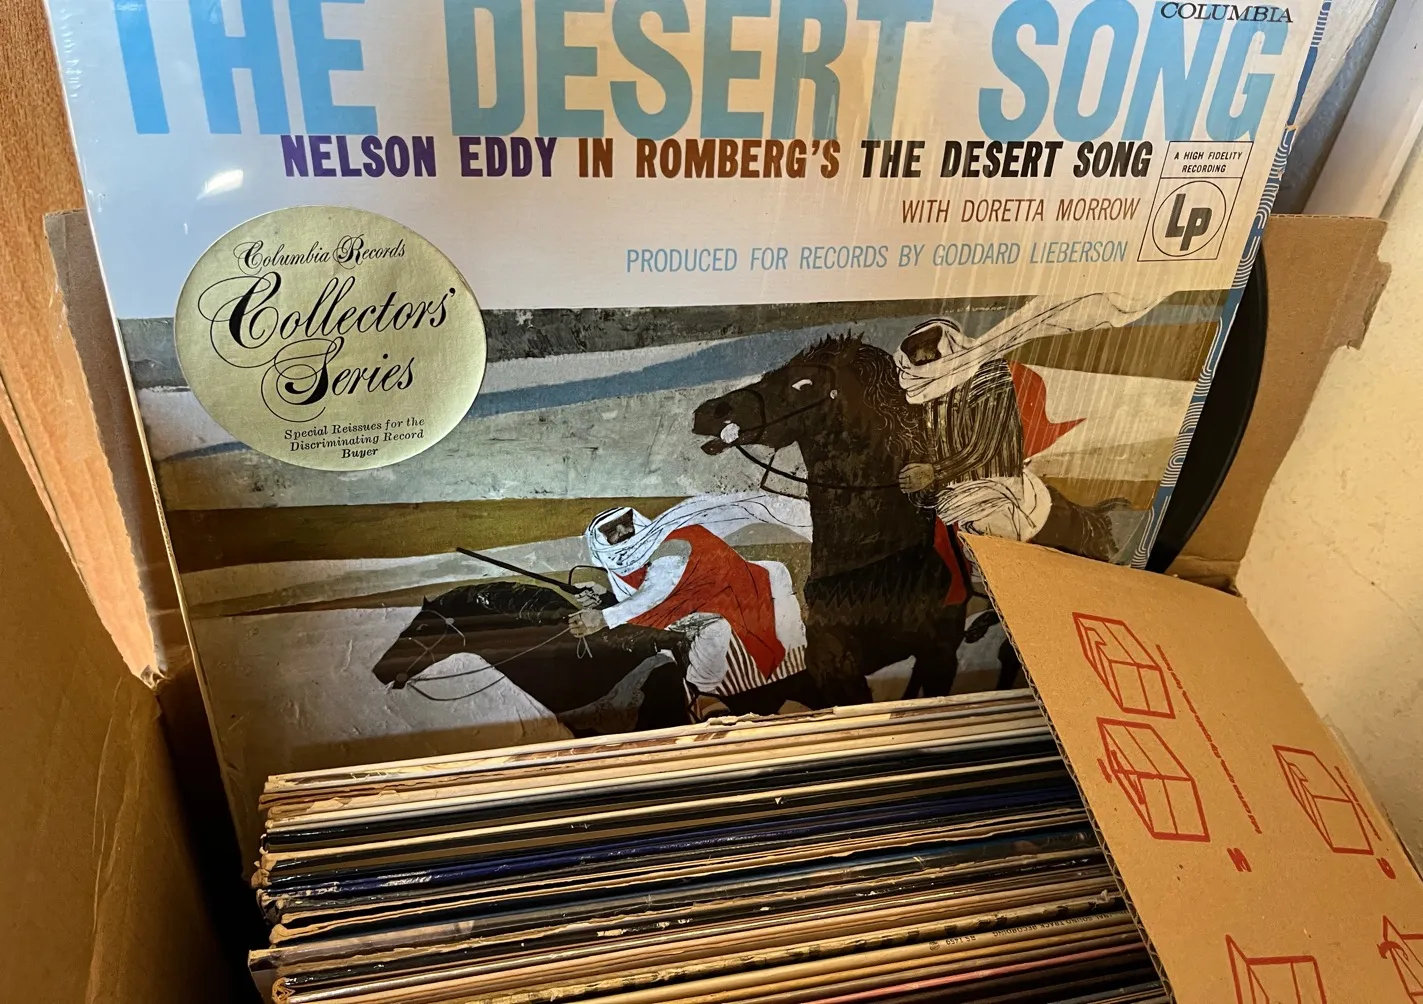 COLUMBIA
THE DESERT SONG
NELSON EDDY IN ROMBERG'S THE DESERT SONG
A HIGH FIDELITY
RECORDING
Lp
WITH DORETTA MORROW
PRODUCED FOR RECORDS BY GODDARD LIEBERSON
Columbia Records
Collectors'
Series
Special Reissues for the
Discriminating Record
Buyer